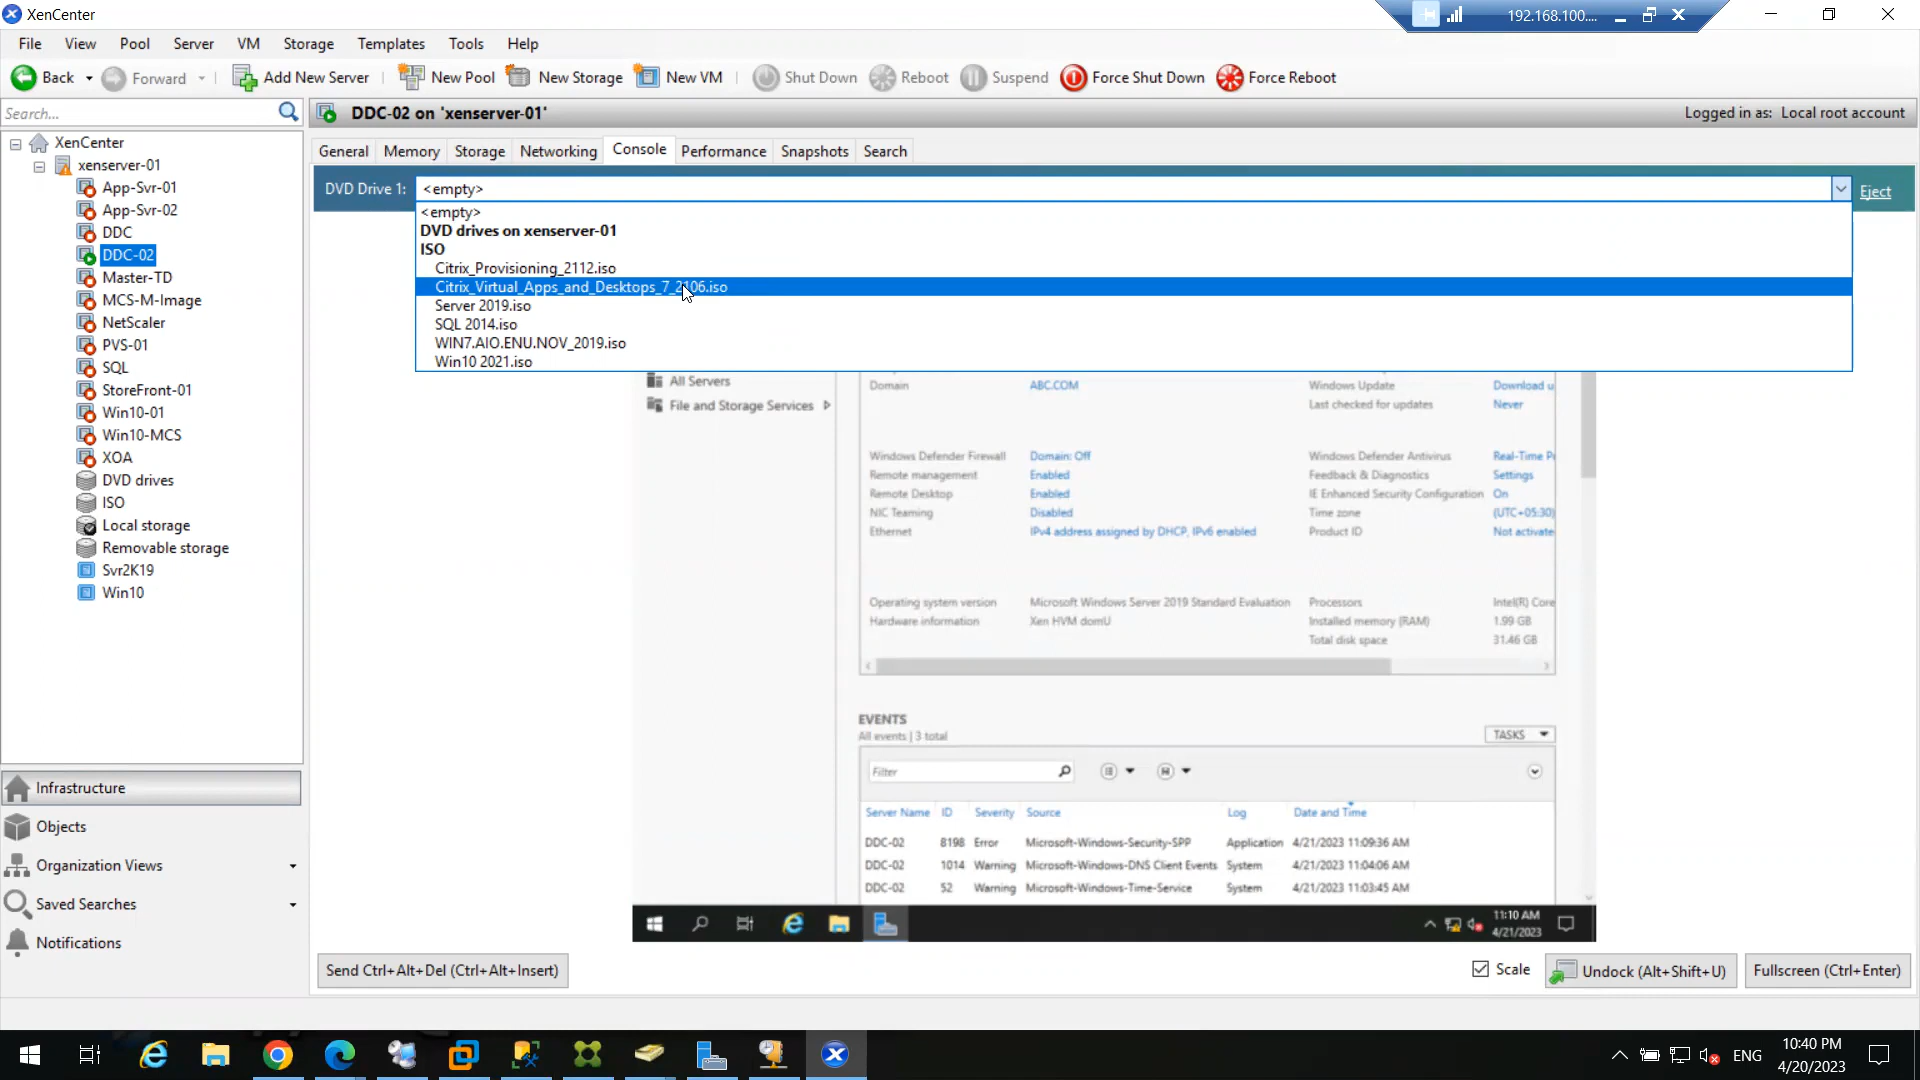 XenCenter
192.168.100....
File View Pool Server VM Storage Templates Tools Help
Back Forward Add New Server New Pool New Storage New VM Shut Down Reboot Suspend Force Shut Down Force Reboot
Search...
DDC-02 on 'xenserver-01'
Logged in as: Local root account
XenCenter
xenserver-01
App-Svr-01
App-Svr-02
DDC
DDC-02
Master-TD
MCS-M-Image
NetScaler
PVS-01
SQL
StoreFront-01
Win10-01
Win10-MCS
XOA
DVD drives
ISO
Local storage
Removable storage
Svr2K19
Win10
Infrastructure
Objects
Organization Views
Saved Searches
Notifications
General Memory Storage Networking Console Performance Snapshots Search
DVD Drive 1: <empty> Eject
<empty>
DVD drives on xenserver-01
ISO
Citrix_Provisioning_2112.iso
Citrix_Virtual_Apps_and_Desktops_7_2106.iso
Server 2019.iso
SQL 2014.iso
WIN7.AIO.ENU.NOV_2019.iso
Win10 2021.iso
All Servers
File and Storage Services
Domain ABC.COM Windows Update Download u
Last checked for updates Never
Windows Defender Firewall Domain: Off Windows Defender Antivirus Real-Time P
Remote management Enabled Feedback & Diagnostics Settings
Remote Desktop Enabled IE Enhanced Security Configuration On
NIC Teaming Disabled Time zone (UTC+05:30)
Ethernet IPv4 address assigned by DHCP, IPv6 enabled Product ID Not activate
Operating system version Microsoft Windows Server 2019 Standard Evaluation Processors Intel(R) Core
Hardware information Xen HVM domU Installed memory (RAM) 1.99 GB
Total disk space 31.46 GB
EVENTS
All events | 3 total
TASKS
Filter
Server Name ID Severity Source Log Date and Time
DDC-02 8198 Error Microsoft-Windows-Security-SPP Application 4/21/2023 11:09:36 AM
DDC-02 1014 Warning Microsoft-Windows-DNS Client Events System 4/21/2023 11:04:06 AM
DDC-02 52 Warning Microsoft-Windows-Time-Service System 4/21/2023 11:03:45 AM
11:10 AM
4/21/2023
Send Ctrl+Alt+Del (Ctrl+Alt+Insert)
Scale
Undock (Alt+Shift+U)
Fullscreen (Ctrl+Enter)
ENG
10:40 PM
4/20/2023